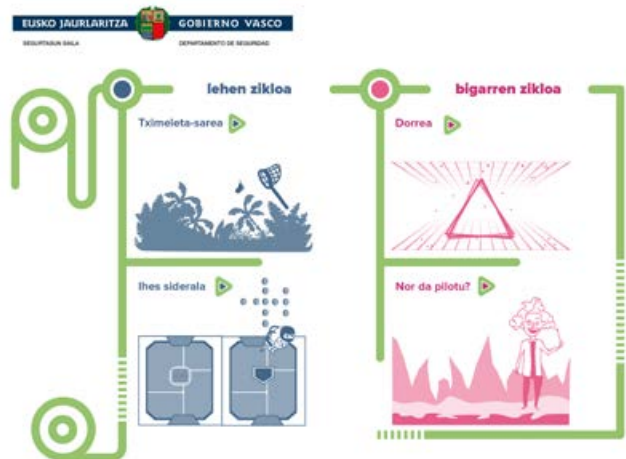 EUSKO JAURLARITZA GOBIERNO VASCO
SEGURTASUN SAILA DEPARTAMENTO DE SEGURIDAD
lehen zikloa
Tximeleta-sarea
Ihes siderala
bigarren zikloa
Dorrea
Nor da pilotu?